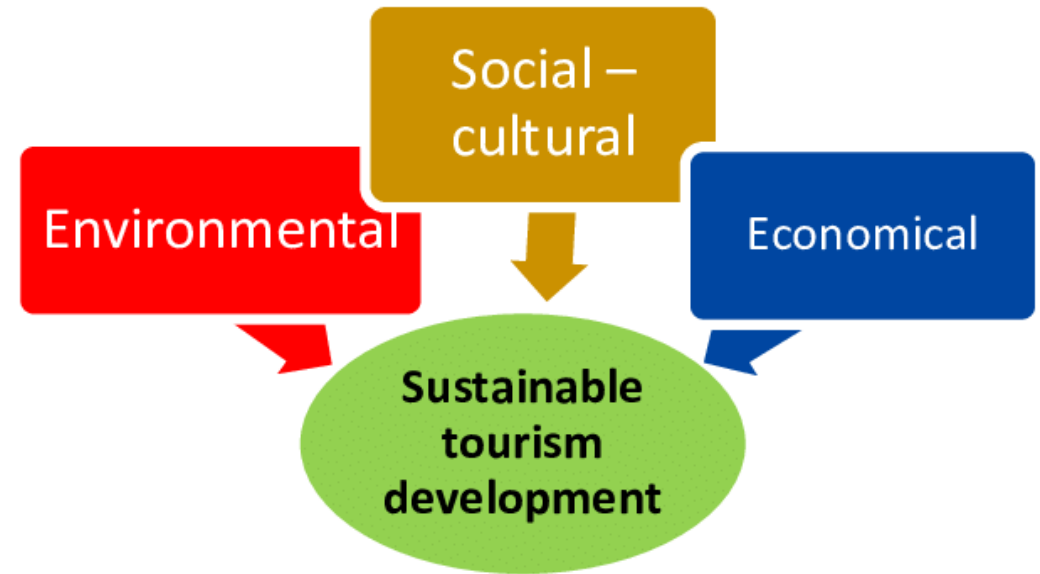 Social –
cultural
Environmental
Economical
Sustainable
tourism
development